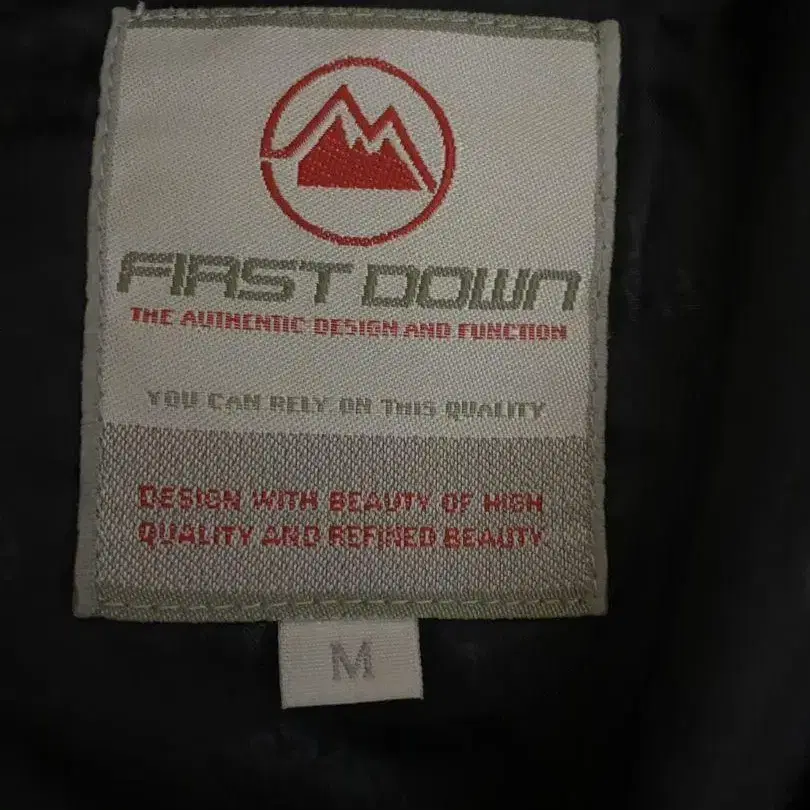 FIRST DOWN
THE AUTHENTIC DESIGN AND FUNCTION
YOU CAN RELY ON THIS QUALITY
DESIGN WITH BEAUTY OF HIGH
QUALITY AND REFINED BEAUTY.
M